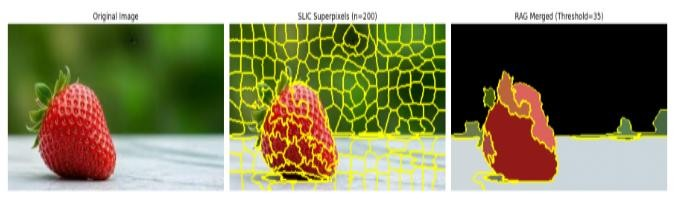 Original Image
SLIC Superpixels (n=200)
RAG Merged (Threshold=35)